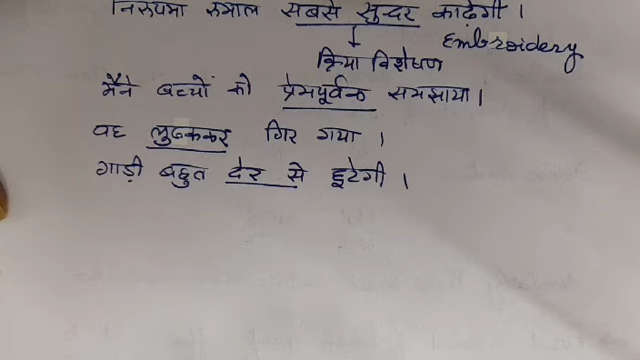 निरुपमा रुमाल सबसे सुन्दर काढ़ेगी ।
Embroidery
क्रिया विशेषण
मैंने बच्चों को प्रेमपूर्वक समझाया ।
वह लुढककर गिर गया ।
गाड़ी बहुत देर से छूटेगी ।